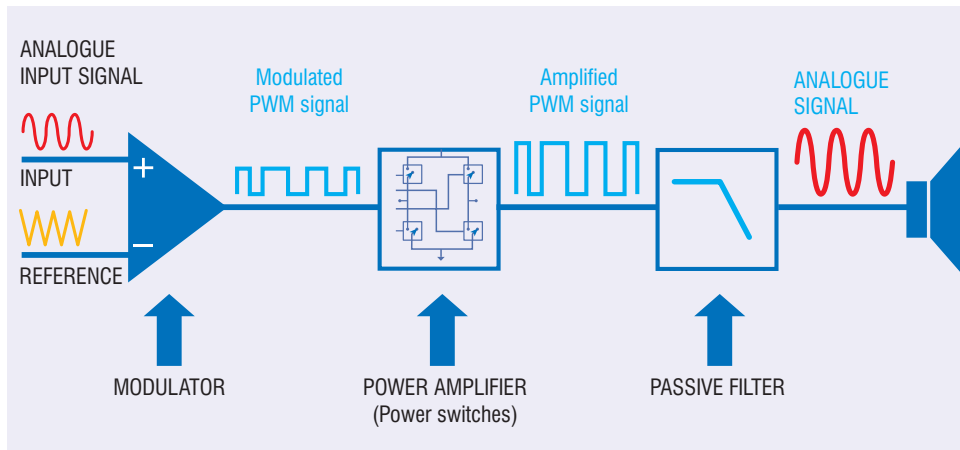 ANALOGUE
INPUT SIGNAL
INPUT
REFERENCE
+
−
Modulated
PWM signal
Amplified
PWM signal
ANALOGUE
SIGNAL
MODULATOR
POWER AMPLIFIER
(Power switches)
PASSIVE FILTER